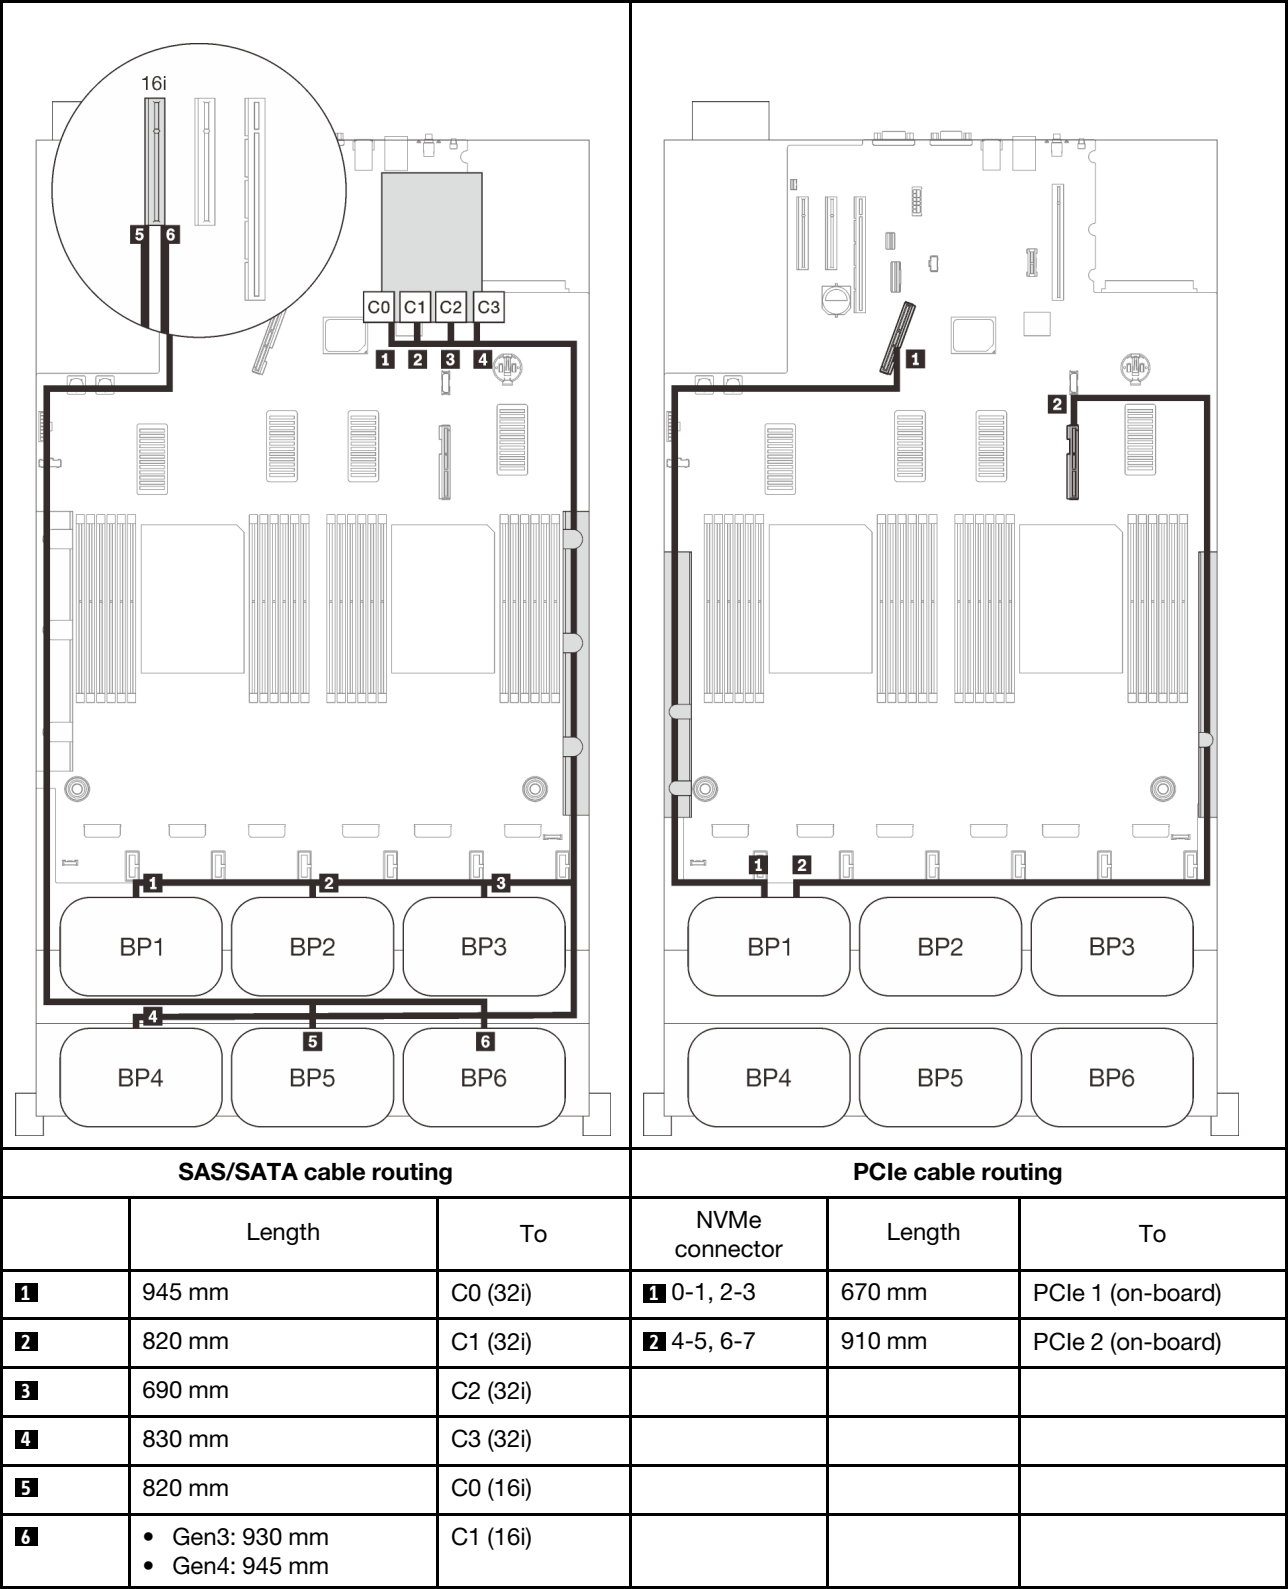 16i
5 6
C0 C1 C2 C3
1 2 3 4
1 2 3
BP1 BP2 BP3
4
5 6
BP4 BP5 BP6
1
2
1 2
BP1 BP2 BP3
BP4 BP5 BP6
SAS/SATA cable routing PCIe cable routing
Length To NVMe connector Length To
1 945 mm C0 (32i) 1 0-1, 2-3 670 mm PCIe 1 (on-board)
2 820 mm C1 (32i) 2 4-5, 6-7 910 mm PCIe 2 (on-board)
3 690 mm C2 (32i)
4 830 mm C3 (32i)
5 820 mm C0 (16i)
6 • Gen3: 930 mm C1 (16i)
• Gen4: 945 mm